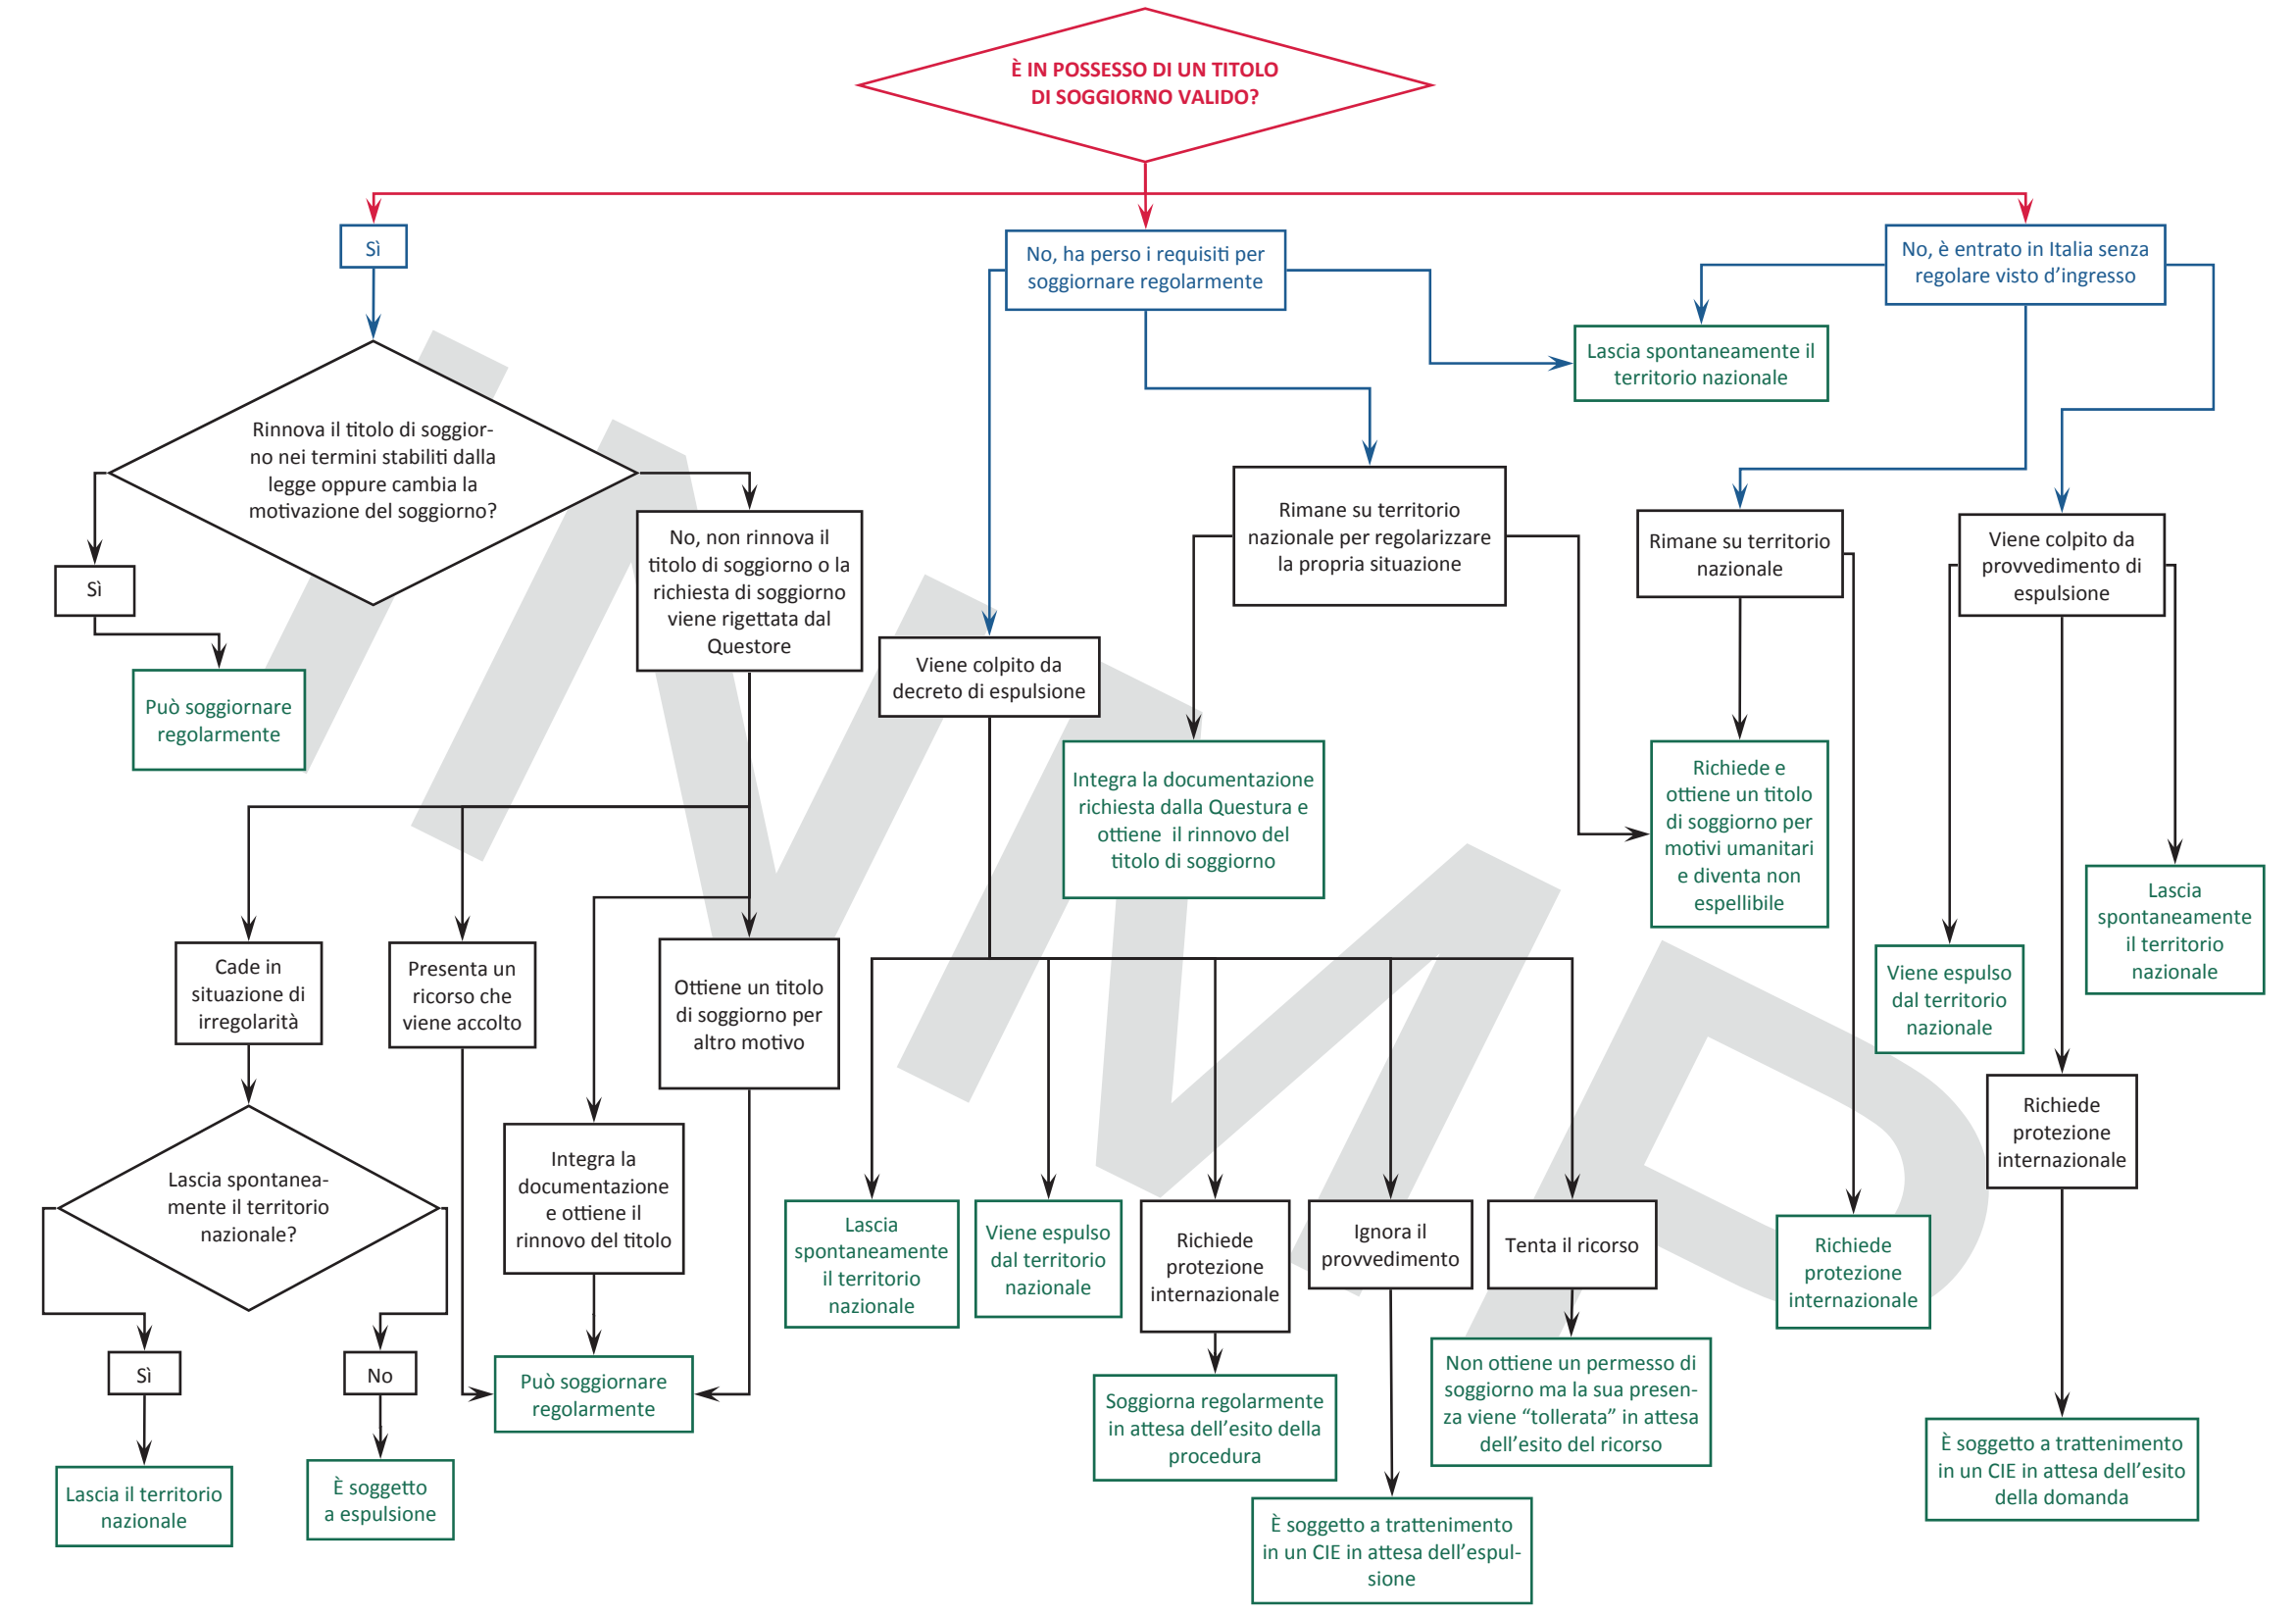 È IN POSSESSO DI UN TITOLO
DI SOGGIORNO VALIDO?
Sì
No, ha perso i requisiti per
soggiornare regolarmente
No, è entrato in Italia senza
regolare visto d’ingresso
Lascia spontaneamente il
territorio nazionale
Rinnova il titolo di soggior-
no nei termini stabiliti dalla
legge oppure cambia la
motivazione del soggiorno?
Sì
Può soggiornare
regolarmente
No, non rinnova il
titolo di soggiorno o la
richiesta di soggiorno
viene rigettata dal
Questore
Viene colpito da
decreto di espulsione
Rimane su territorio
nazionale per regolarizzare
la propria situazione
Rimane su territorio
nazionale
Viene colpito da
provvedimento di
espulsione
Integra la documentazione
richiesta dalla Questura e
ottiene il rinnovo del
titolo di soggiorno
Richiede e
ottiene un titolo
di soggiorno per
motivi umanitari
e diventa non
espellibile
Lascia
spontaneamente
il territorio
nazionale
Viene espulso
dal territorio
nazionale
Cade in
situazione di
irregolarità
Presenta un
ricorso che
viene accolto
Ottiene un titolo
di soggiorno per
altro motivo
Richiede
protezione
internazionale
Lascia spontanea-
mente il territorio
nazionale?
Integra la
documentazione
e ottiene il
rinnovo del titolo
Lascia
spontaneamente
il territorio
nazionale
Viene espulso
dal territorio
nazionale
Richiede
protezione
internazionale
Ignora il
provvedimento
Tenta il ricorso
Richiede
protezione
internazionale
Sì
No
Può soggiornare
regolarmente
Soggiorna regolarmente
in attesa dell’esito della
procedura
Non ottiene un permesso di
soggiorno ma la sua presen-
za viene “tollerata” in attesa
dell’esito del ricorso
È soggetto a trattenimento
in un CIE in attesa dell’esito
della domanda
Lascia il territorio
nazionale
È soggetto
a espulsione
È soggetto a trattenimento
in un CIE in attesa dell’espul-
sione
INMP